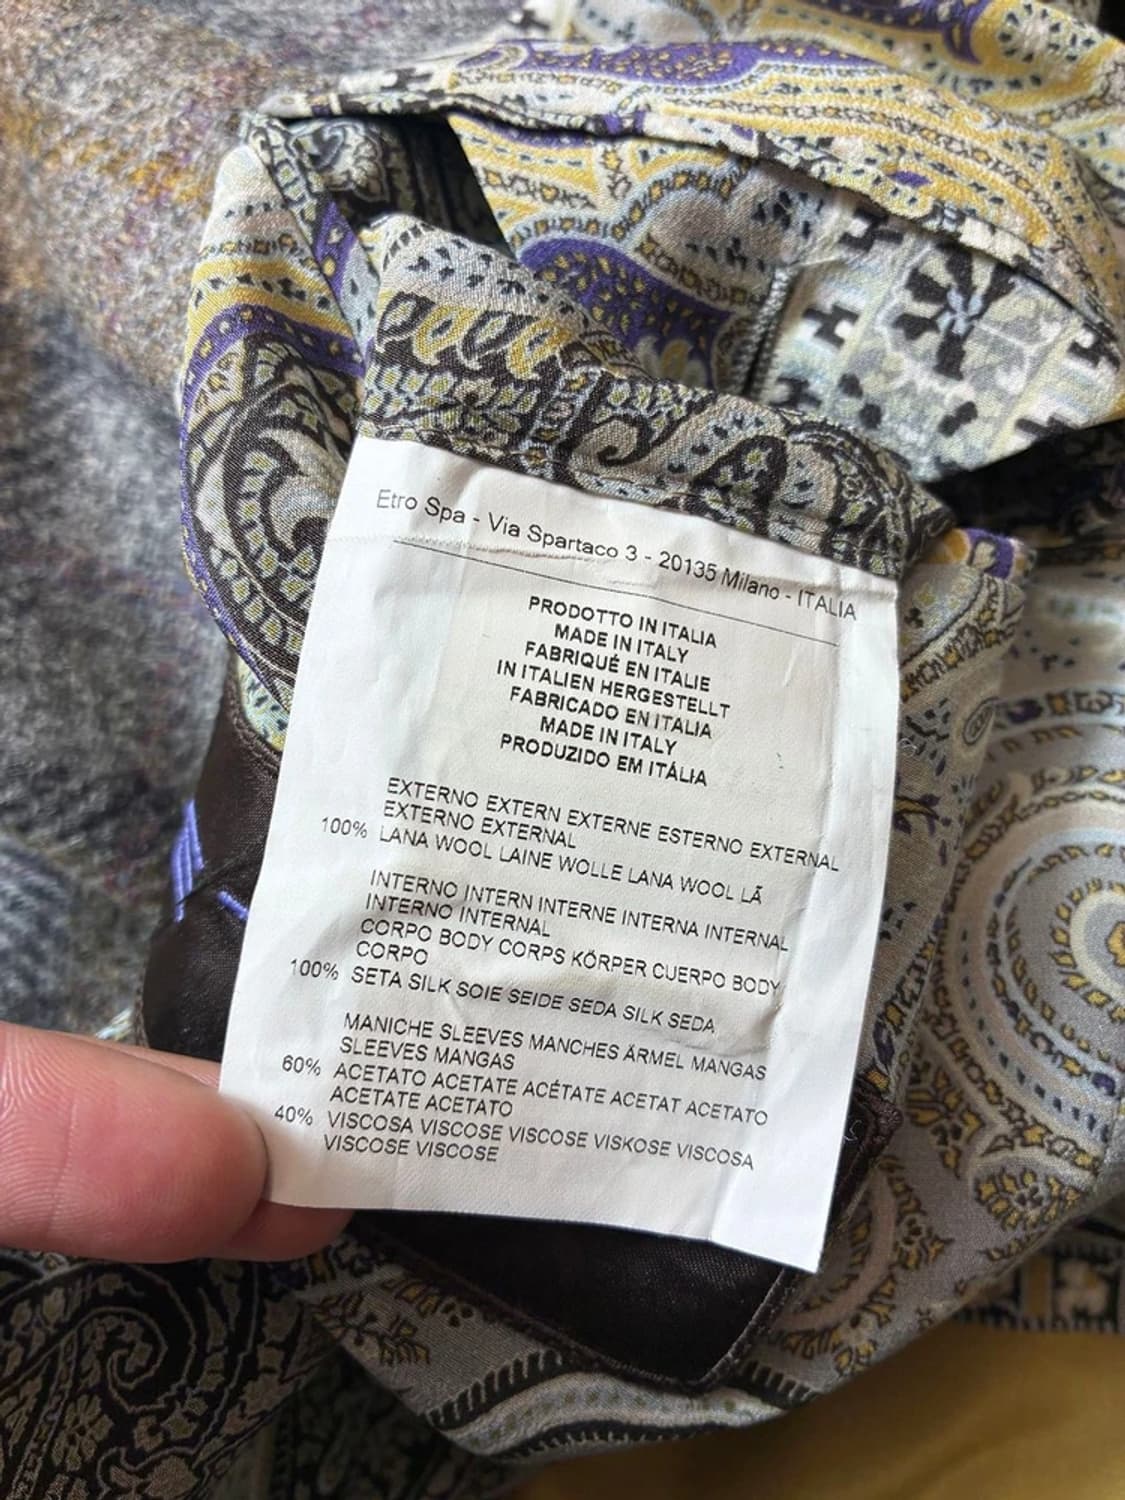 Etro Spa - Via Spartaco 3 - 20135 Milano - ITALIA
PRODOTTO IN ITALIA
MADE IN ITALY
FABRIQUÉ EN ITALIE
IN ITALIEN HERGESTELLT
FABRICADO EN ITALIA
MADE IN ITALY
PRODUZIDO EM ITÁLIA
EXTERNO EXTERN EXTERNE ESTERNO EXTERNAL
EXTERNO EXTERNAL
100% LANA WOOL LAINE WOLLE LANA WOOL LÃ
INTERNO INTERN INTERNE INTERNA INTERNAL
INTERNO INTERNAL
CORPO BODY CORPS KÖRPER CUERPO BODY
CORPO
100% SETA SILK SOIE SEIDE SEDA SILK SEDA
MANICHE SLEEVES MANCHES ÄRMEL MANGAS
SLEEVES MANGAS
60% ACETATO ACETATE ACÉTATE ACETAT ACETATO
ACETATE ACETATO
40% VISCOSA VISCOSE VISCOSE VISKOSE VISCOSA
VISCOSE VISCOSE